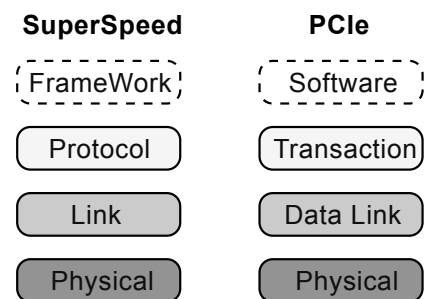 SuperSpeed PCIe
FrameWork Software
Protocol Transaction
Link Data Link
Physical Physical